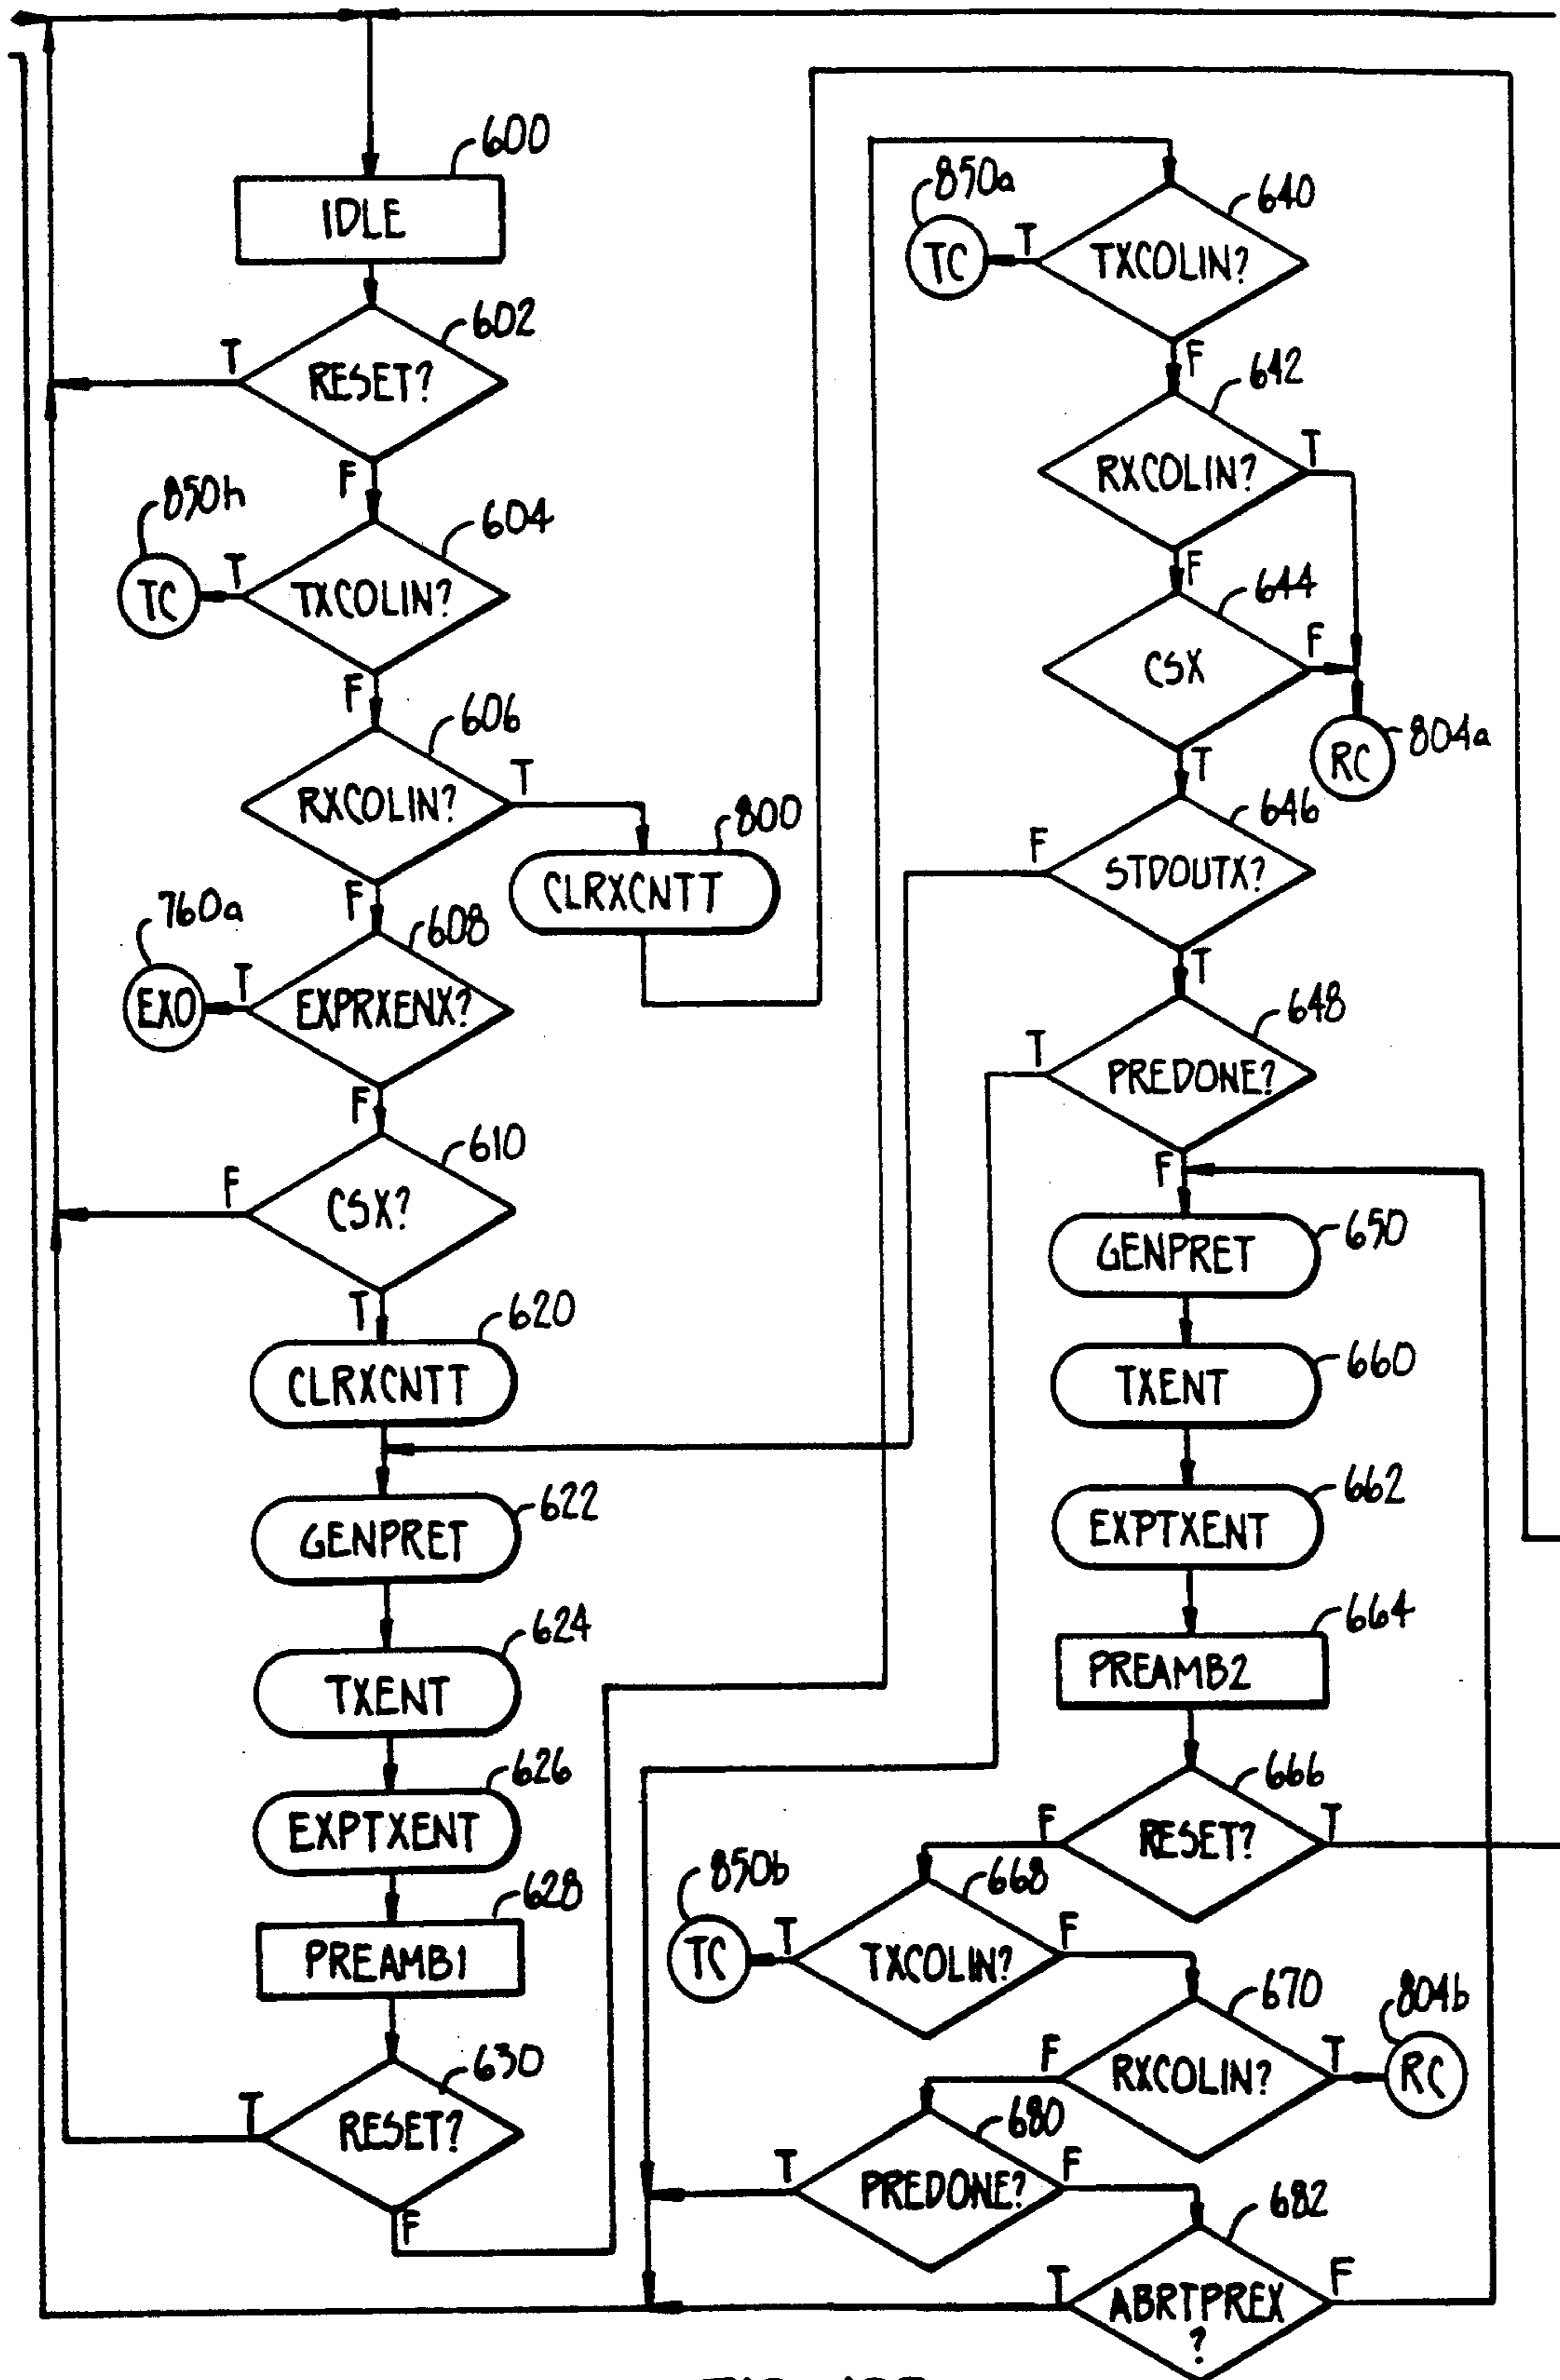 600
IDLE
602
T
RESET?
F
850h
604
TC
T
TXCOLIN?
F
606
RXCOLIN?
T
800
CLRXCNTT
F
760a
608
EXO
T
EXPRXENX?
F
610
F
CSX?
T
620
CLRXCNTT
622
GENPRET
624
TXENT
626
EXPTXENT
628
PREAMB1
630
T
RESET?
F
850a
640
TC
T
TXCOLIN?
F
642
RXCOLIN?
T
F
644
CSX
F
804a
RC
T
646
F
STDOUTX?
T
648
T
PREDONE?
F
650
GENPRET
660
TXENT
662
EXPTXENT
664
PREAMB2
666
F
RESET?
T
850b
668
TC
T
TXCOLIN?
F
670
804b
F
RXCOLIN?
T
RC
680
T
PREDONE?
F
682
T
ABRTPREX
?
F